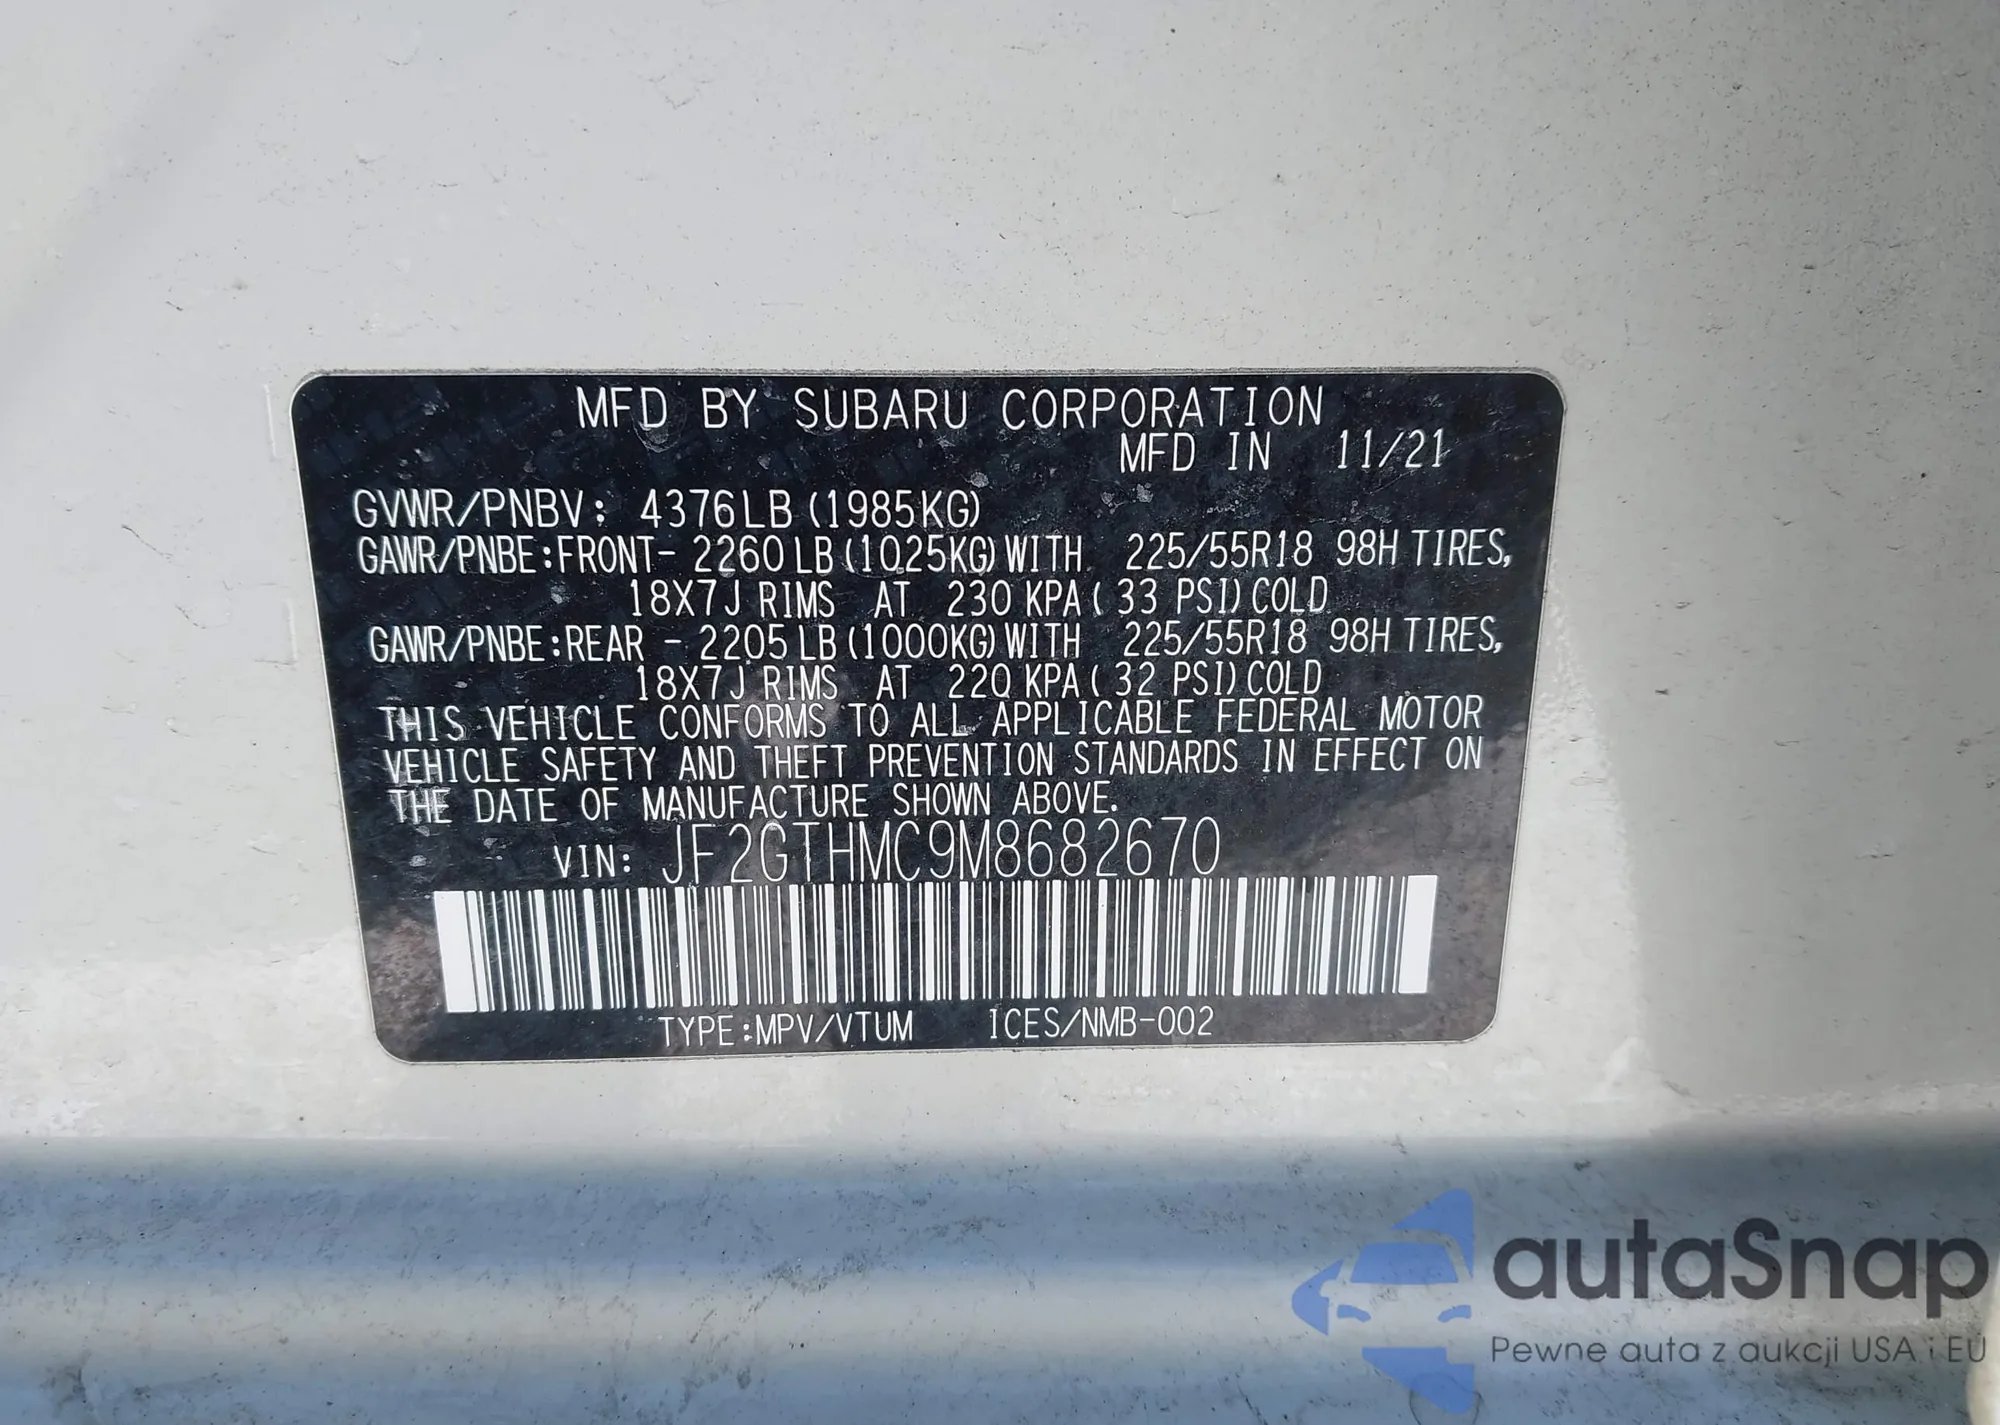 MFD BY SUBARU CORPORATION
MFD IN 11/21
GVWR/PNBV: 4376LB(1985KG)
GAWR/PNBE:FRONT- 2260LB(1025KG)WITH 225/55R18 98H TIRES,
18X7J RIMS AT 230 KPA( 33 PSI)COLD
GAWR/PNBE:REAR - 2205LB(1000KG)WITH 225/55R18 98H TIRES,
18X7J RIMS AT 220 KPA( 32 PSI)COLD
THIS VEHICLE CONFORMS TO ALL APPLICABLE FEDERAL MOTOR
VEHICLE SAFETY AND THEFT PREVENTION STANDARDS IN EFFECT ON
THE DATE OF MANUFACTURE SHOWN ABOVE.
VIN: JF2GTHMC9M8682670
TYPE:MPV/VTUM ICES/NMB-002
autaSnap
Pewne auta z aukcji USA i EU